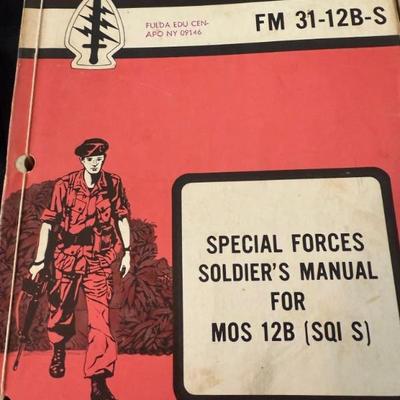 FULDA EDU CEN-
APO NY 09146
FM 31-12B-S
SPECIAL FORCES
SOLDIER'S MANUAL
FOR
MOS 12B (SQI S)